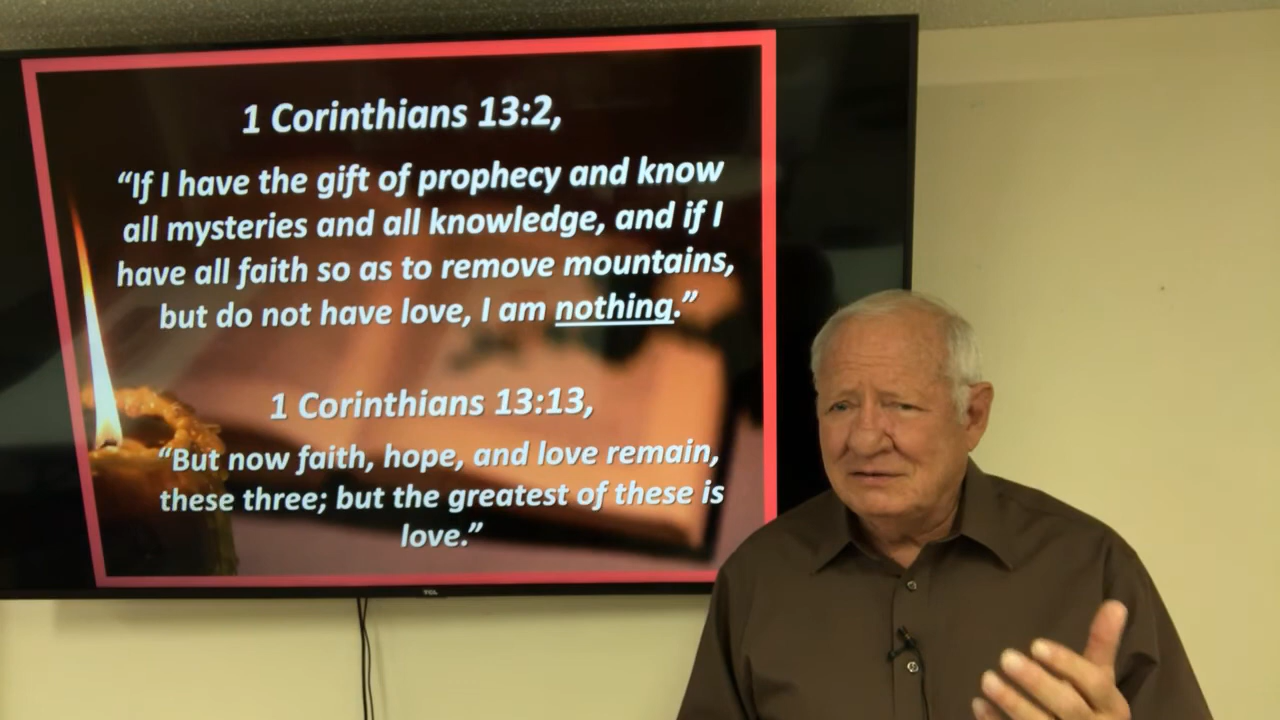 1 Corinthians 13:2,
“If I have the gift of prophecy and know
all mysteries and all knowledge, and if I
have all faith so as to remove mountains,
but do not have love, I am nothing.”
1 Corinthians 13:13,
“But now faith, hope, and love remain,
these three; but the greatest of these is
love.”
TCL